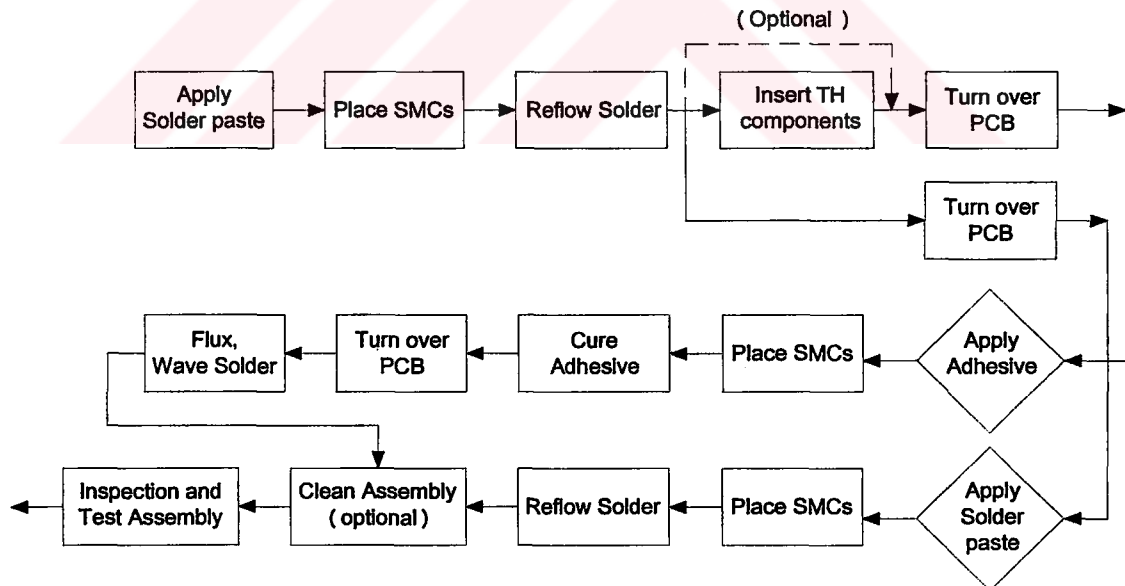 ( Optional )
Apply
Solder paste
Place SMCs
Reflow Solder
Insert TH
components
Turn over
PCB
Turn over
PCB
Flux,
Wave Solder
Turn over
PCB
Cure
Adhesive
Place SMCs
Apply
Adhesive
Inspection and
Test Assembly
Clean Assembly
( optional )
Reflow Solder
Place SMCs
Apply
Solder
paste